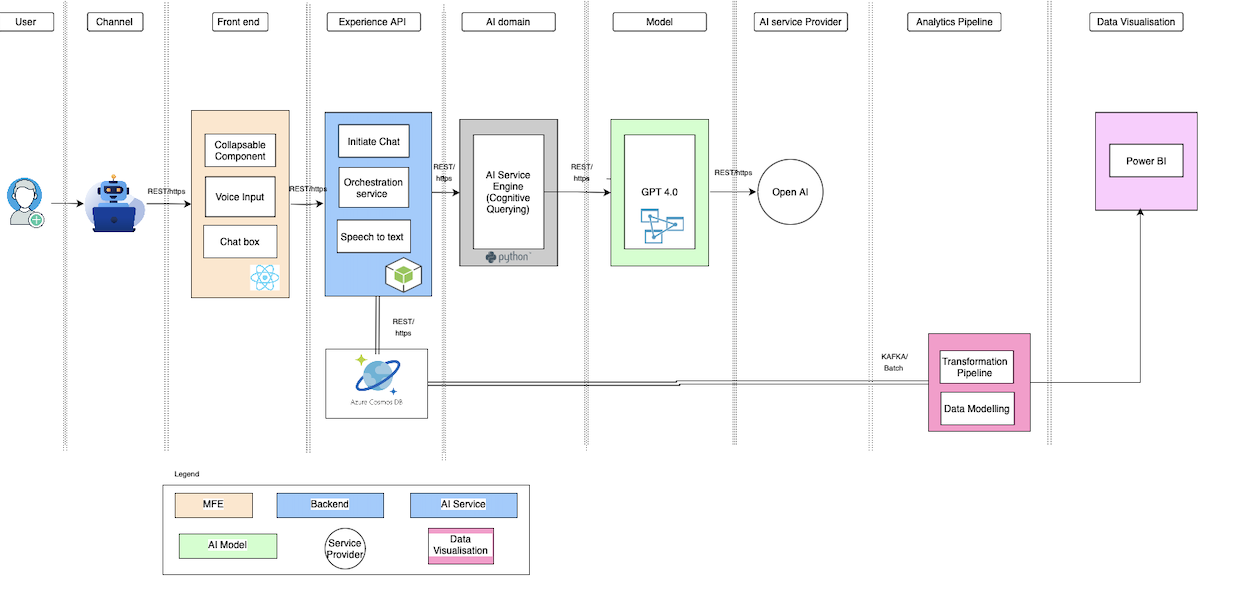 User
Channel
Front end
Experience API
AI domain
Model
AI service Provider
Analytics Pipeline
Data Visualisation
Collapsable
Component
Voice Input
Chat box
Initiate Chat
Orchestration
service
Speech to text
AI Service
Engine
(Cognitive
Querying)
python
GPT 4.0
Open AI
Power BI
REST/https
REST/https
REST/
https
REST/
https
REST/https
REST/
https
Azure Cosmos DB
KAFKA/
Batch
Transformation
Pipeline
Data Modelling
Legend
MFE
Backend
AI Service
AI Model
Service
Provider
Data
Visualisation